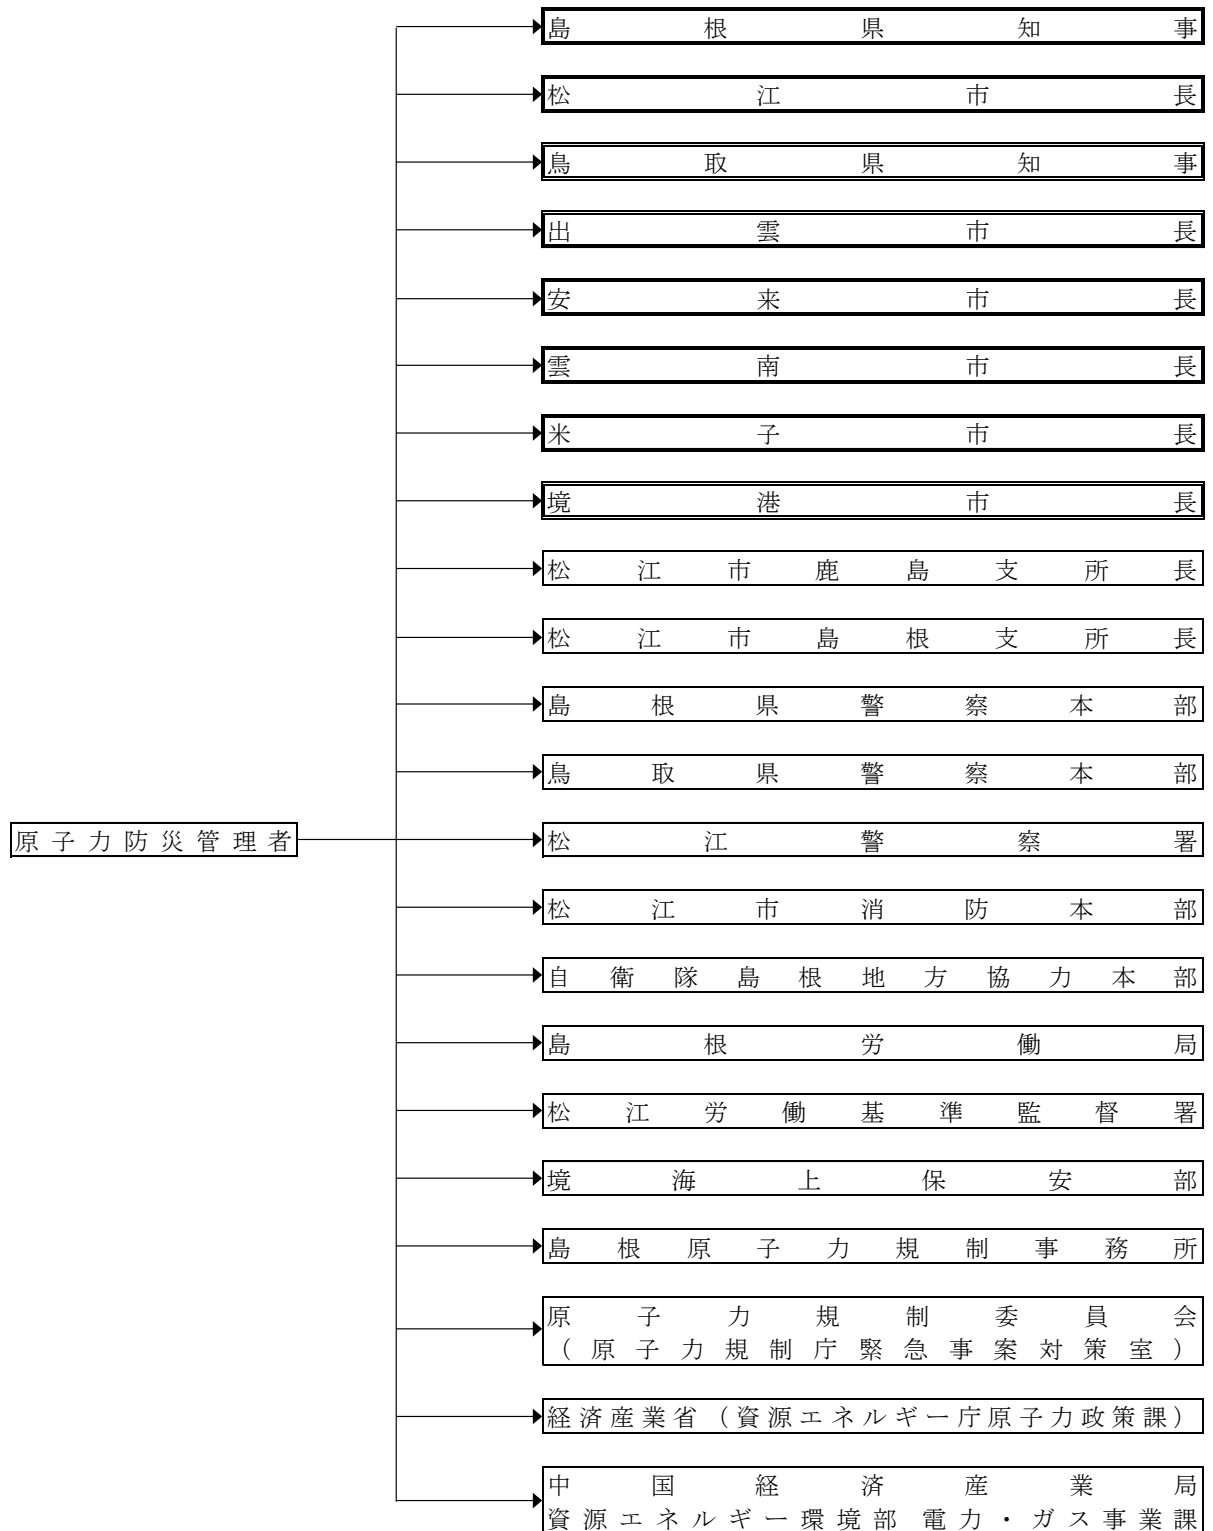 島根県知事
松江市長
鳥取県知事
出雲市長
安来市長
雲南市長
米子市長
境港市長
松江市鹿島支所長
松江市島根支所長
島根県警察本部
鳥取県警察本部
原子力防災管理者
松江警察署
松江市消防本部
自衛隊島根地方協力本部
島根労働局
松江労働基準監督署
境海上保安部
島根原子力規制事務所
原子力規制委員会
（原子力規制庁緊急事案対策室）
経済産業省（資源エネルギー庁原子力政策課）
中国経済産業局
資源エネルギー環境部 電力・ガス事業課